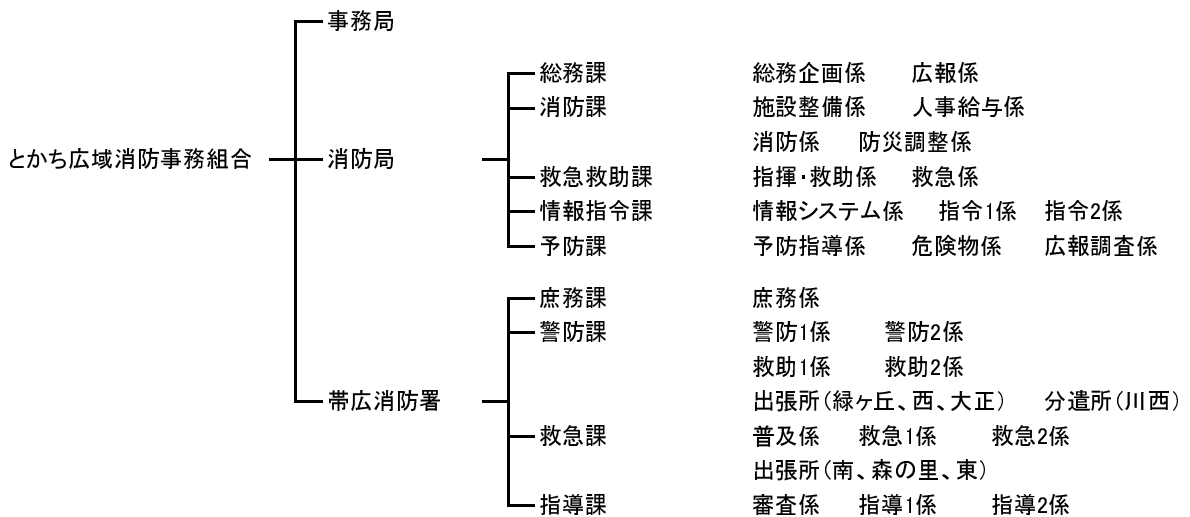 事務局
総務課 総務企画係 広報係
消防課 施設整備係 人事給与係
消防係 防災調整係
とかち広域消防事務組合 消防局
救急救助課 指揮・救助係 救急係
情報指令課 情報システム係 指令1係 指令2係
予防課 予防指導係 危険物係 広報調査係
庶務課 庶務係
警防課 警防1係 警防2係
救助1係 救助2係
帯広消防署 出張所(緑ヶ丘、西、大正) 分遣所(川西)
救急課 普及係 救急1係 救急2係
出張所(南、森の里、東)
指導課 審査係 指導1係 指導2係